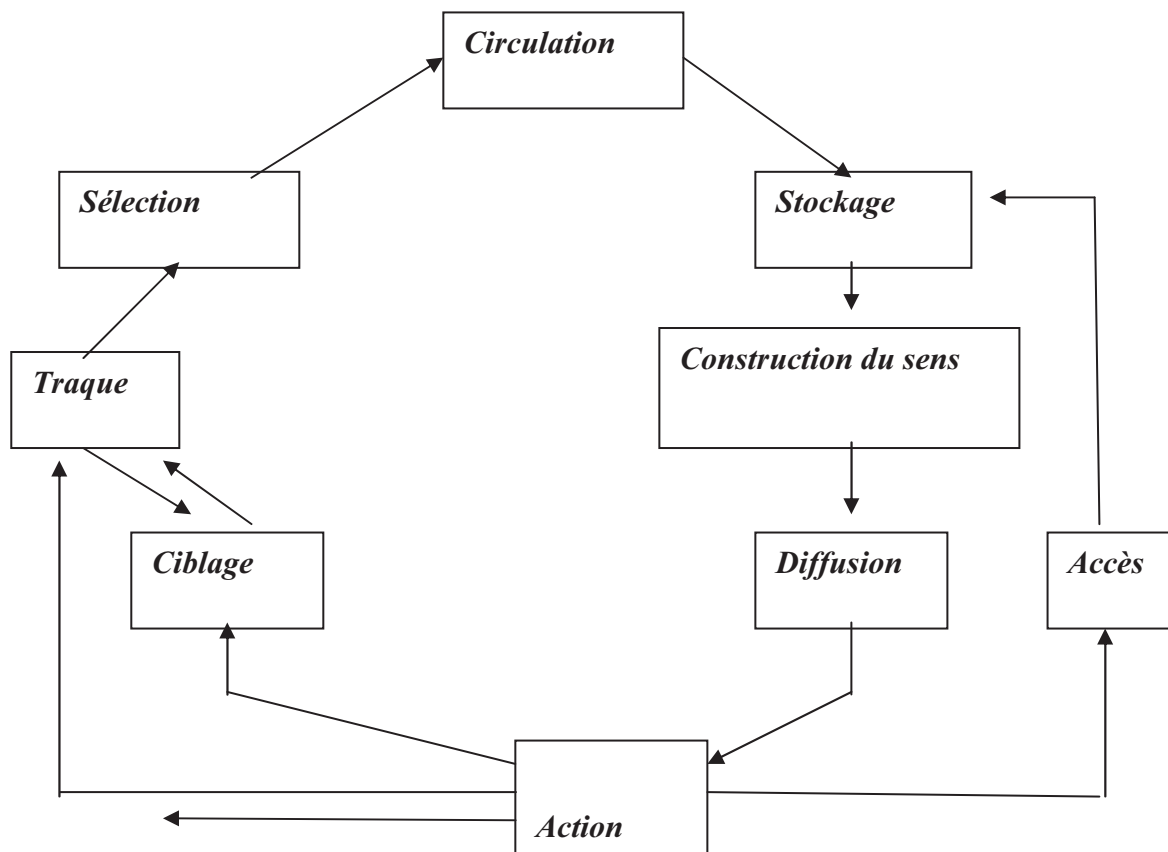 Circulation
Sélection
Stockage
Traque
Construction du sens
Ciblage
Diffusion
Accès
Action